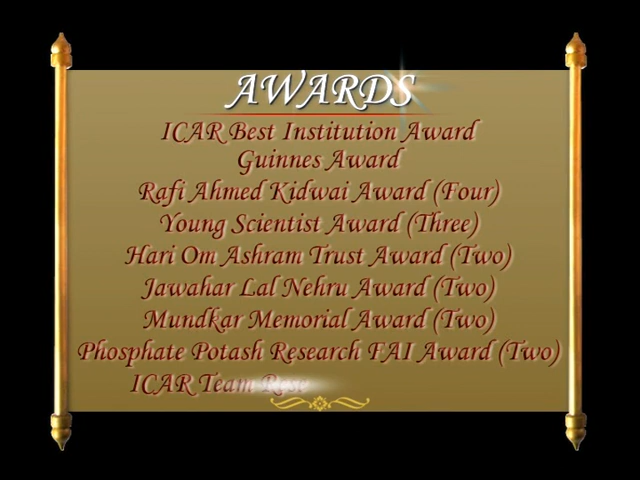 AWARDS
ICAR Best Institution Award
Guinnes Award
Rafi Ahmed Kidwai Award (Four)
Young Scientist Award (Three)
Hari Om Ashram Trust Award (Two)
Jawahar Lal Nehru Award (Two)
Mundkar Memorial Award (Two)
Phosphate Potash Research FAI Award (Two)
ICAR Team Rese